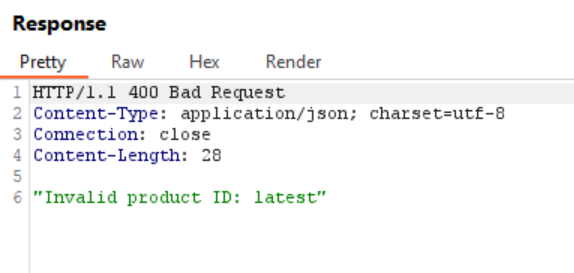 Response
Pretty Raw Hex Render
1 HTTP/1.1 400 Bad Request
2 Content-Type: application/json; charset=utf-8
3 Connection: close
4 Content-Length: 28
5
6 "Invalid product ID: latest"